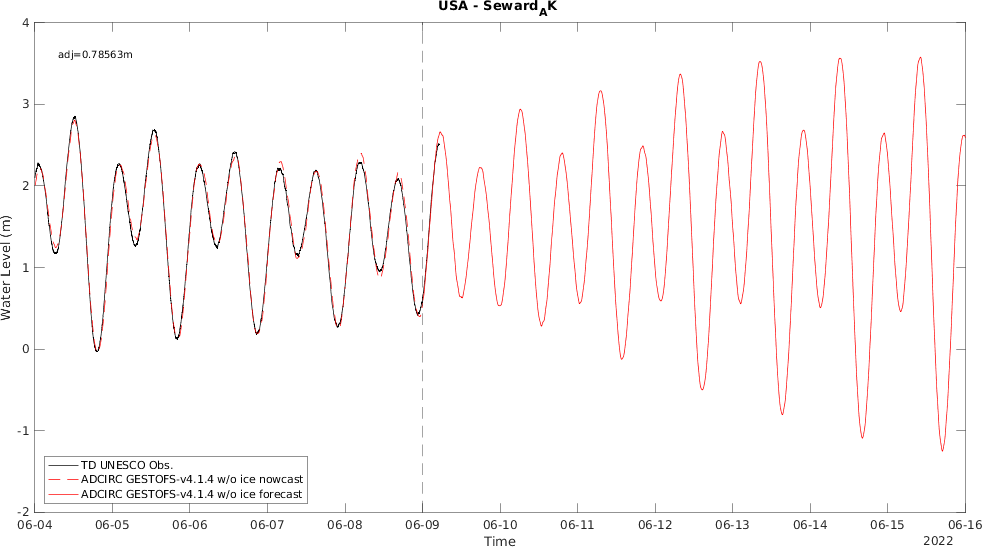 USA - Seward_AK
4
adj=0.78563m
3
2
1
0
-1
-2
Water Level (m)
TD UNESCO Obs.
ADCIRC GESTOFS-v4.1.4 w/o ice nowcast
ADCIRC GESTOFS-v4.1.4 w/o ice forecast
06-04 06-05 06-06 06-07 06-08 06-09 06-10 06-11 06-12 06-13 06-14 06-15 06-16
Time
2022